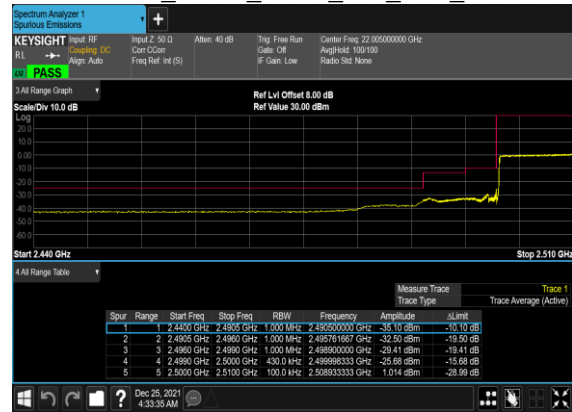 Spectrum Analyzer 1
Spurious Emissions
KEYSIGHT Input: RF Input Z: 50 Ω Atten: 40 dB Trig: Free Run Center Freq: 22.005000000 GHz
RL Coupling: DC Corr CCorr Gate: Off Avg|Hold: 100/100
Align: Auto Freq Ref: Int (S) IF Gain: Low Radio Std: None
PASS
3 All Range Graph
Ref Lvl Offset 8.00 dB
Scale/Div 10.0 dB Ref Value 30.00 dBm
Log
20.0
10.0
0.00
-10.0
-20.0
-30.0
-40.0
-50.0
-60.0
Start 2.440 GHz Stop 2.510 GHz
4 All Range Table
Measure Trace Trace 1
Trace Type Trace Average (Active)
Spur Range Start Freq Stop Freq RBW Frequency Amplitude ΔLimit
1 1 2.4400 GHz 2.4905 GHz 1.000 MHz 2.490500000 GHz -35.10 dBm -10.10 dB
2 2 2.4905 GHz 2.4960 GHz 1.000 MHz 2.495761667 GHz -32.50 dBm -19.50 dB
3 3 2.4960 GHz 2.4990 GHz 1.000 MHz 2.498900000 GHz -29.41 dBm -19.41 dB
4 4 2.4990 GHz 2.5000 GHz 430.0 kHz 2.499998333 GHz -25.68 dBm -15.68 dB
5 5 2.5000 GHz 2.5100 GHz 100.0 kHz 2.508933333 GHz 1.014 dBm -28.99 dB
Dec 25, 2021
4:33:35 AM